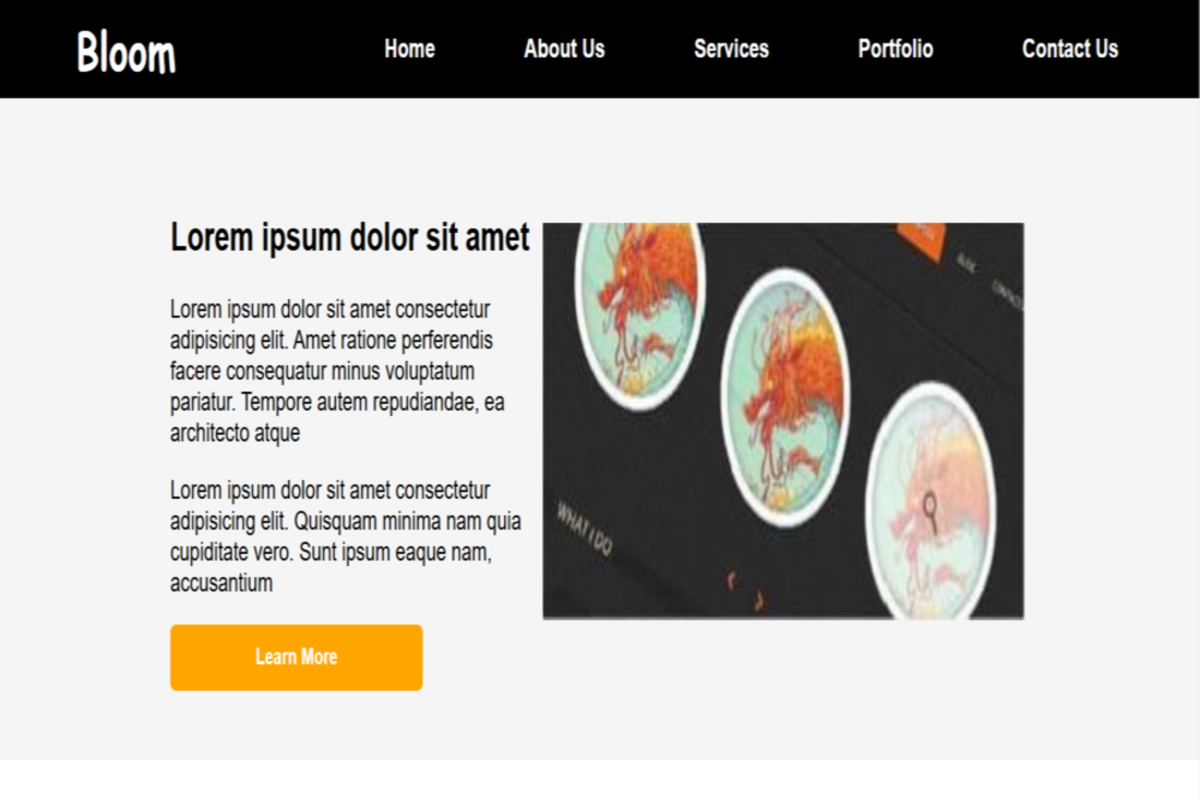 Bloom
Home
About Us
Services
Portfolio
Contact Us
Lorem ipsum dolor sit amet
Lorem ipsum dolor sit amet consectetur
adipisicing elit. Amet ratione perferendis
facere consequatur minus voluptatum
pariatur. Tempore autem repudiandae, ea
architecto atque
Lorem ipsum dolor sit amet consectetur
adipisicing elit. Quisquam minima nam quia
cupiditate vero. Sunt ipsum eaque nam,
accusantium
Learn More
BLOG
WHAT I DO